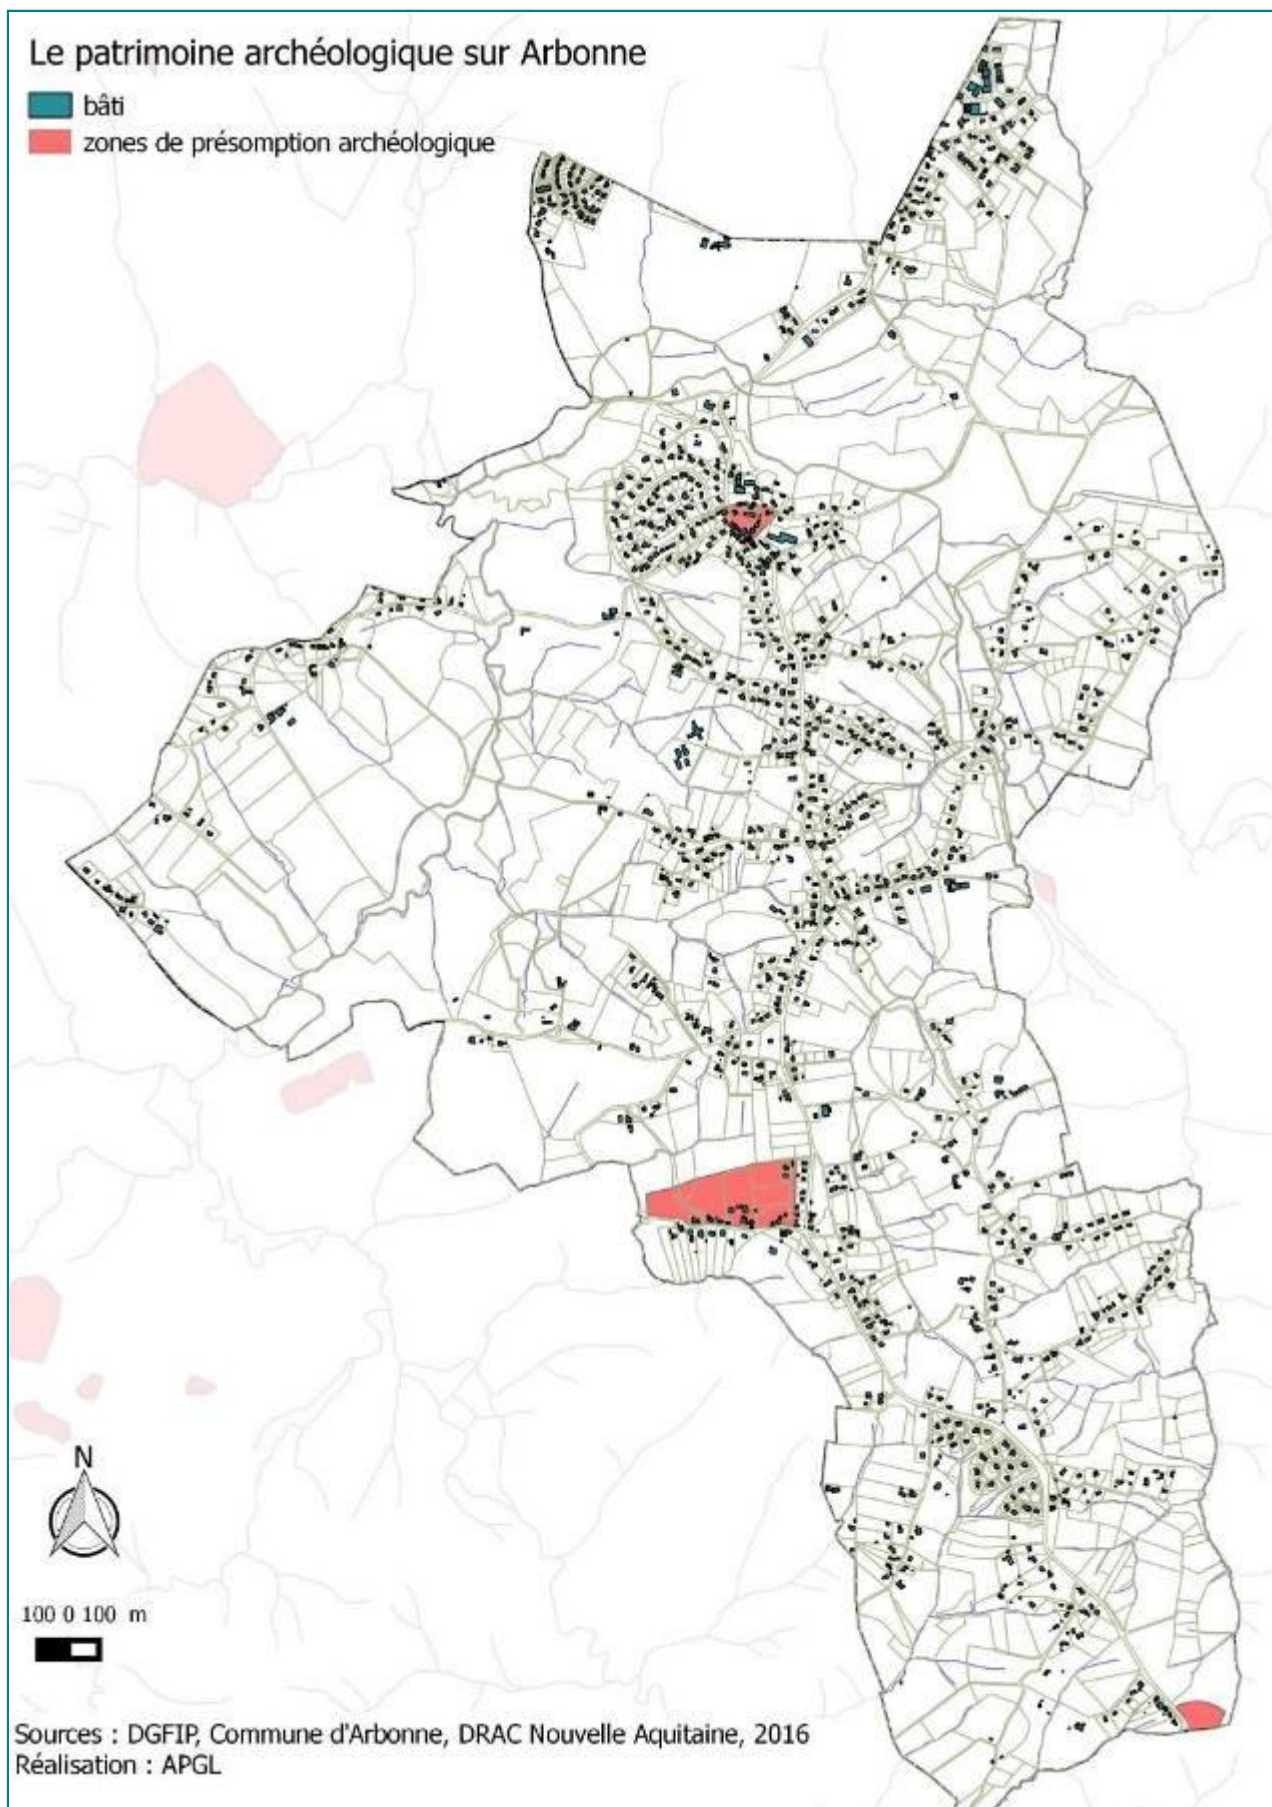 Le patrimoine archéologique sur Arbonne
bâti
zones de présomption archéologique
N
100 0 100 m
Sources : DGFIP, Commune d'Arbonne, DRAC Nouvelle Aquitaine, 2016
Réalisation : APGL